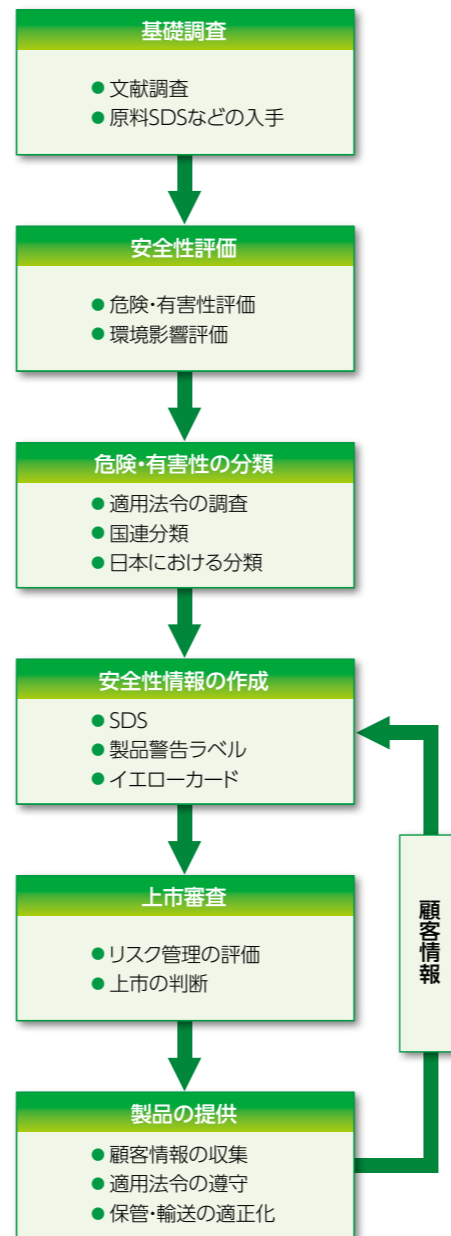 基礎調査
●文献調査
●原料SDSなどの入手
安全性評価
●危険・有害性評価
●環境影響評価
危険・有害性の分類
●適用法令の調査
●国連分類
●日本における分類
安全性情報の作成
●SDS
●製品警告ラベル
●イエローカード
上市審査
●リスク管理の評価
●上市の判断
製品の提供
●顧客情報の収集
●適用法令の遵守
●保管・輸送の適正化
顧客情報